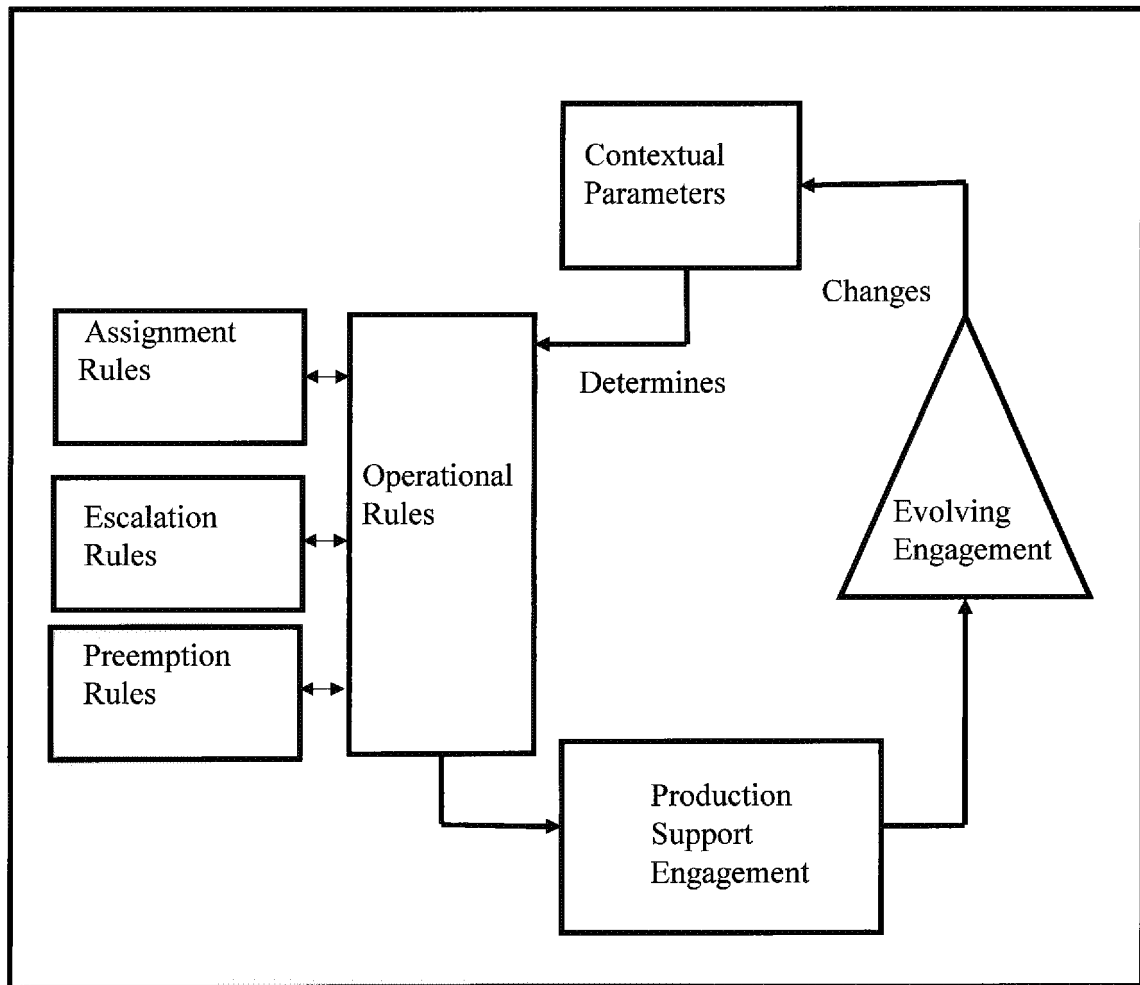 Contextual
Parameters
Changes
Assignment
Rules
Determines
Operational
Rules
Escalation
Rules
Evolving
Engagement
Preemption
Rules
Production
Support
Engagement